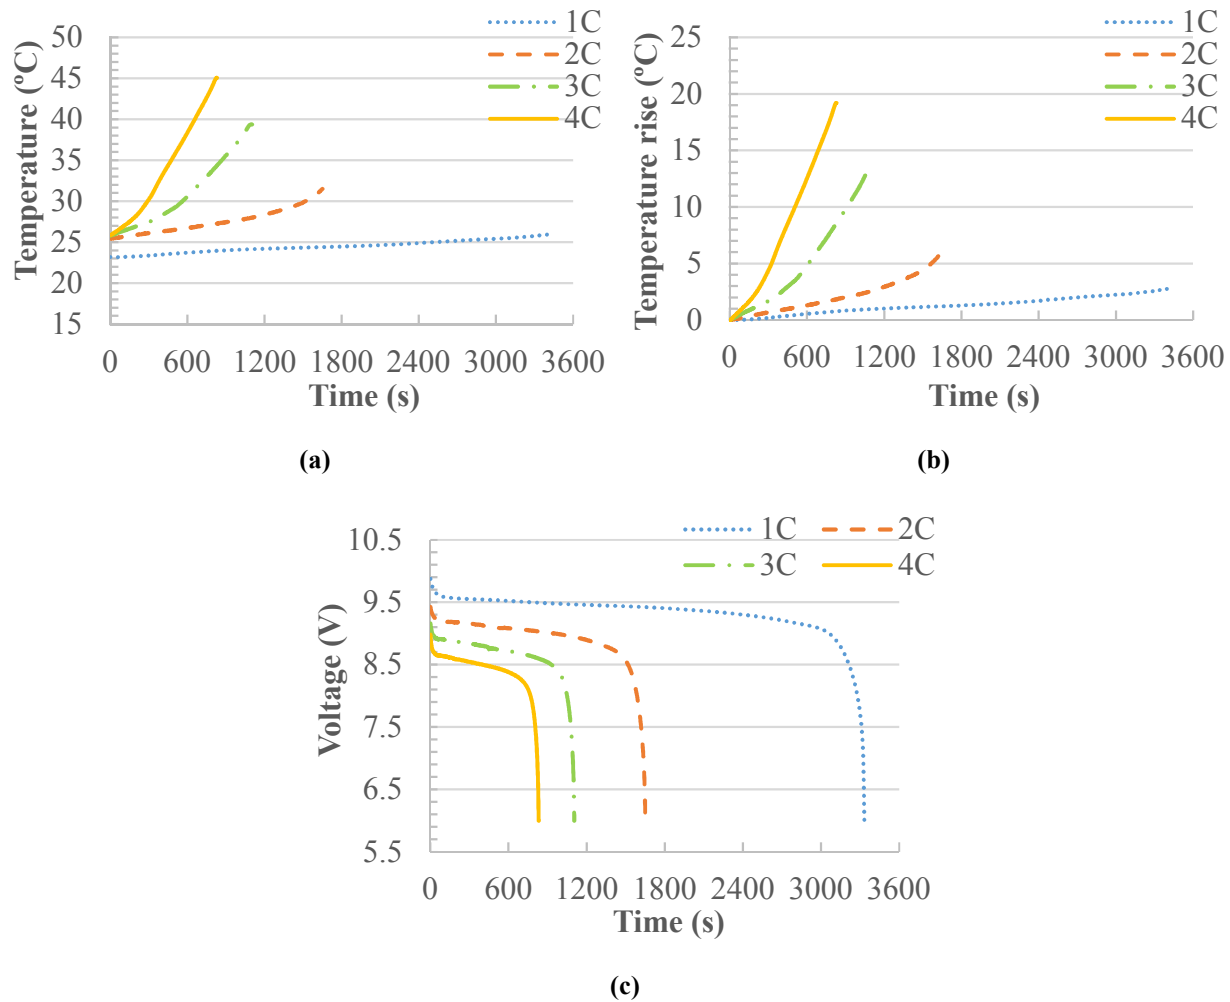 1C
2C
3C
4C
50
45
40
35
30
25
20
15
Temperature (ºC)
0 600 1200 1800 2400 3000 3600
Time (s)
(a)
1C
2C
3C
4C
25
20
15
10
5
0
Temperature rise (ºC)
0 600 1200 1800 2400 3000 3600
Time (s)
(b)
1C 2C
3C 4C
10.5
9.5
8.5
7.5
6.5
5.5
Voltage (V)
0 600 1200 1800 2400 3000 3600
Time (s)
(c)